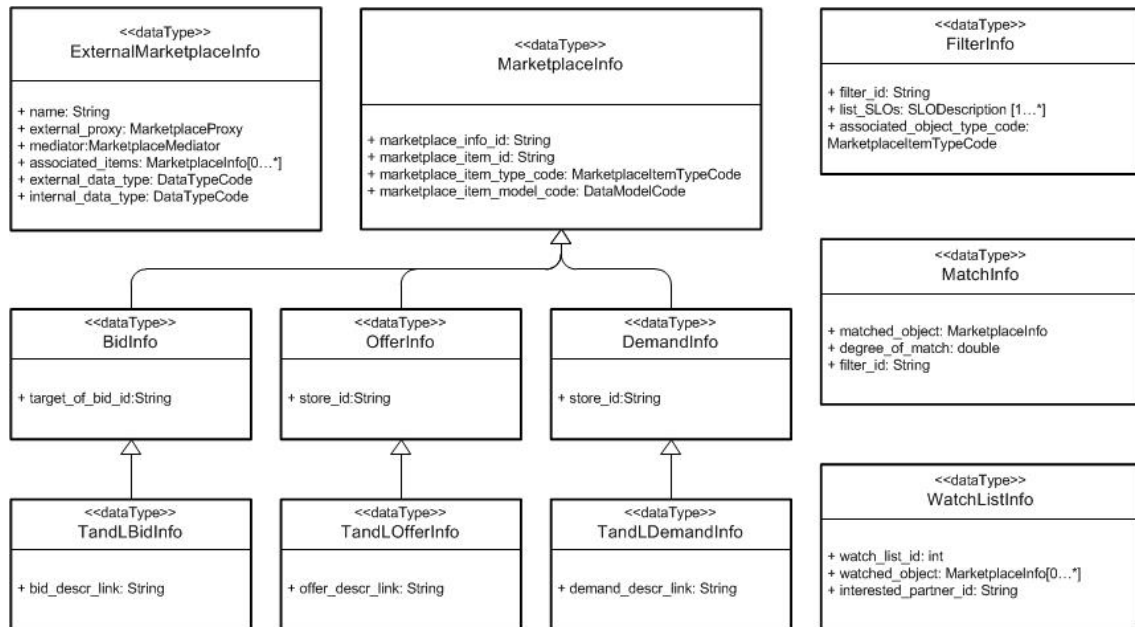 <<dataType>>
ExternalMarketplaceInfo
+ name: String
+ external_proxy: MarketplaceProxy
+ mediator:MarketplaceMediator
+ associated_items: MarketplaceInfo[0...*]
+ external_data_type: DataTypeCode
+ internal_data_type: DataTypeCode
<<dataType>>
MarketplaceInfo
+ marketplace_info_id: String
+ marketplace_item_id: String
+ marketplace_item_type_code: MarketplaceItemTypeCode
+ marketplace_item_model_code: DataModelCode
<<dataType>>
FilterInfo
+ filter_id: String
+ list_SLOs: SLODescription [1...*]
+ associated_object_type_code:
MarketplaceItemTypeCode
<<dataType>>
MatchInfo
+ matched_object: MarketplaceInfo
+ degree_of_match: double
+ filter_id: String
<<dataType>>
BidInfo
+ target_of_bid_id:String
<<dataType>>
OfferInfo
+ store_id:String
<<dataType>>
DemandInfo
+ store_id:String
<<dataType>>
TandLBidInfo
+ bid_descr_link: String
<<dataType>>
TandLOfferInfo
+ offer_descr_link: String
<<dataType>>
TandLDemandInfo
+ demand_descr_link: String
<<dataType>>
WatchListInfo
+ watch_list_id: int
+ watched_object: MarketplaceInfo[0...*]
+ interested_partner_id: String